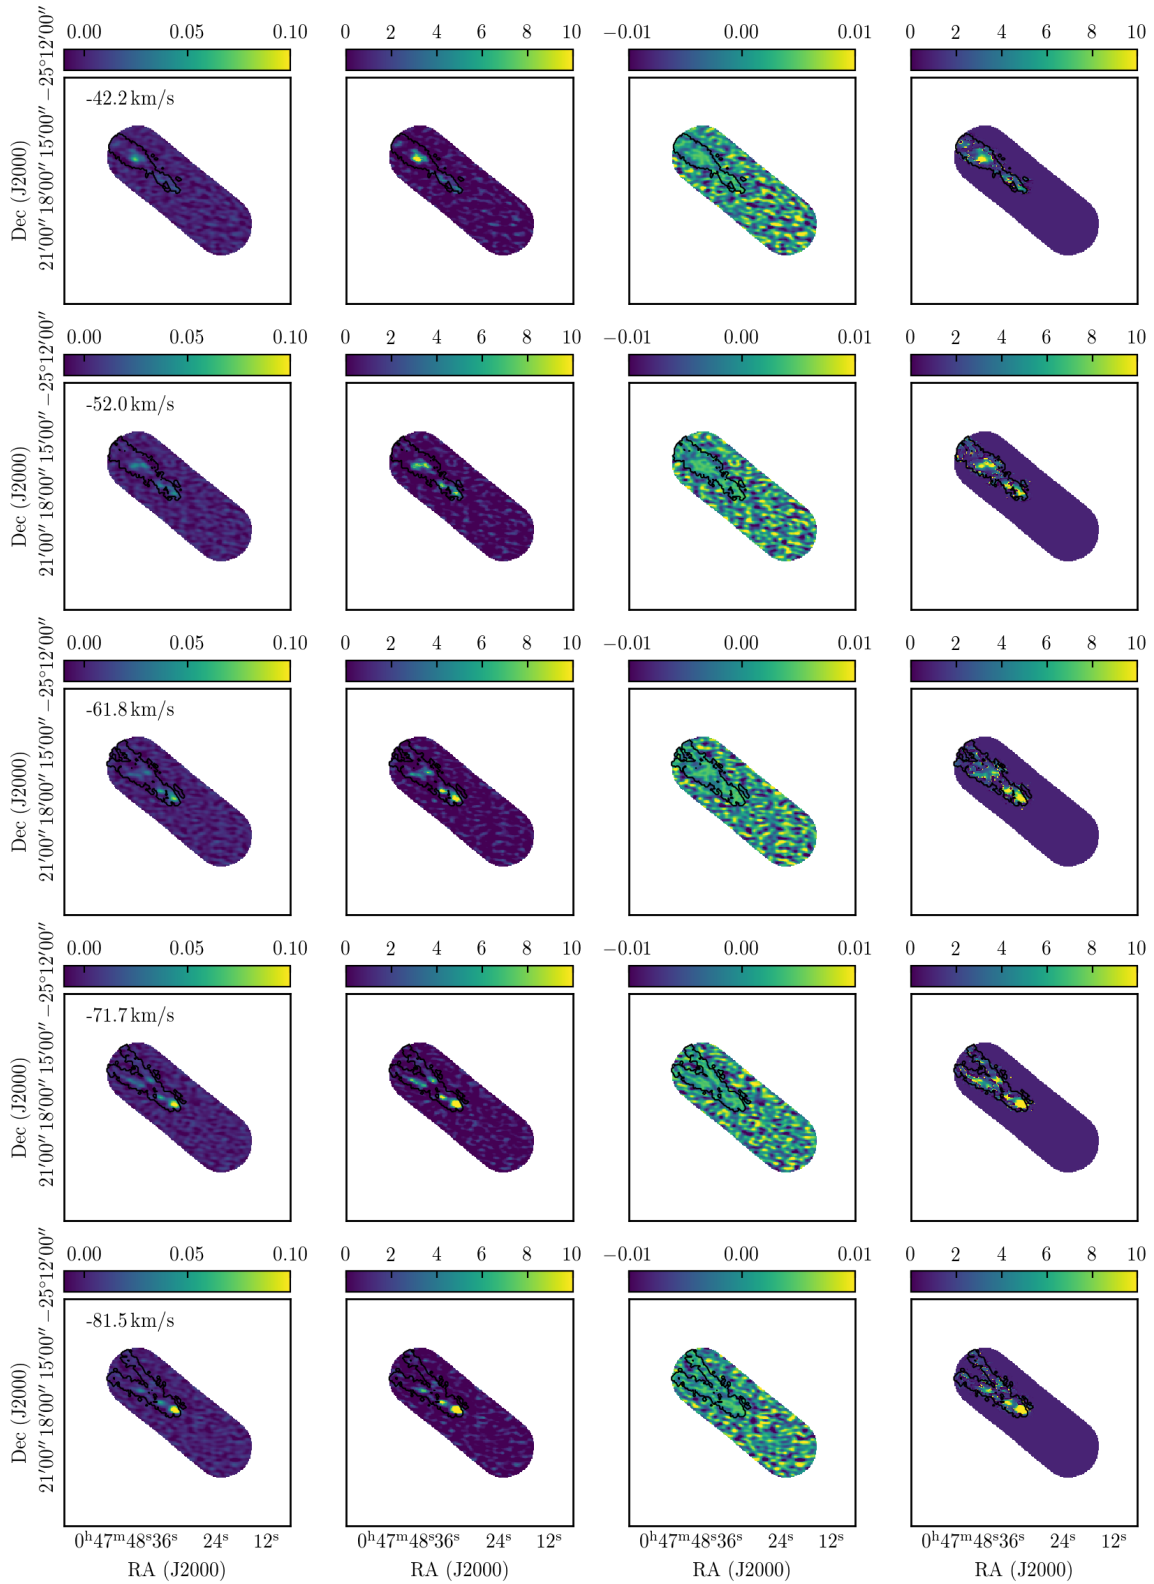 0.00 0.05 0.10 0 2 4 6 8 10 −0.01 0.00 0.01 0 2 4 6 8 10
-42.2 km/s
Dec (J2000)
21′00″ 18′00″ 15′00″ −25°12′00″
0.00 0.05 0.10 0 2 4 6 8 10 −0.01 0.00 0.01 0 2 4 6 8 10
-52.0 km/s
Dec (J2000)
21′00″ 18′00″ 15′00″ −25°12′00″
0.00 0.05 0.10 0 2 4 6 8 10 −0.01 0.00 0.01 0 2 4 6 8 10
-61.8 km/s
Dec (J2000)
21′00″ 18′00″ 15′00″ −25°12′00″
0.00 0.05 0.10 0 2 4 6 8 10 −0.01 0.00 0.01 0 2 4 6 8 10
-71.7 km/s
Dec (J2000)
21′00″ 18′00″ 15′00″ −25°12′00″
0.00 0.05 0.10 0 2 4 6 8 10 −0.01 0.00 0.01 0 2 4 6 8 10
-81.5 km/s
Dec (J2000)
21′00″ 18′00″ 15′00″ −25°12′00″
0ʰ47ᵐ48ˢ36ˢ 24ˢ 12ˢ 0ʰ47ᵐ48ˢ36ˢ 24ˢ 12ˢ 0ʰ47ᵐ48ˢ36ˢ 24ˢ 12ˢ 0ʰ47ᵐ48ˢ36ˢ 24ˢ 12ˢ
RA (J2000) RA (J2000) RA (J2000) RA (J2000)